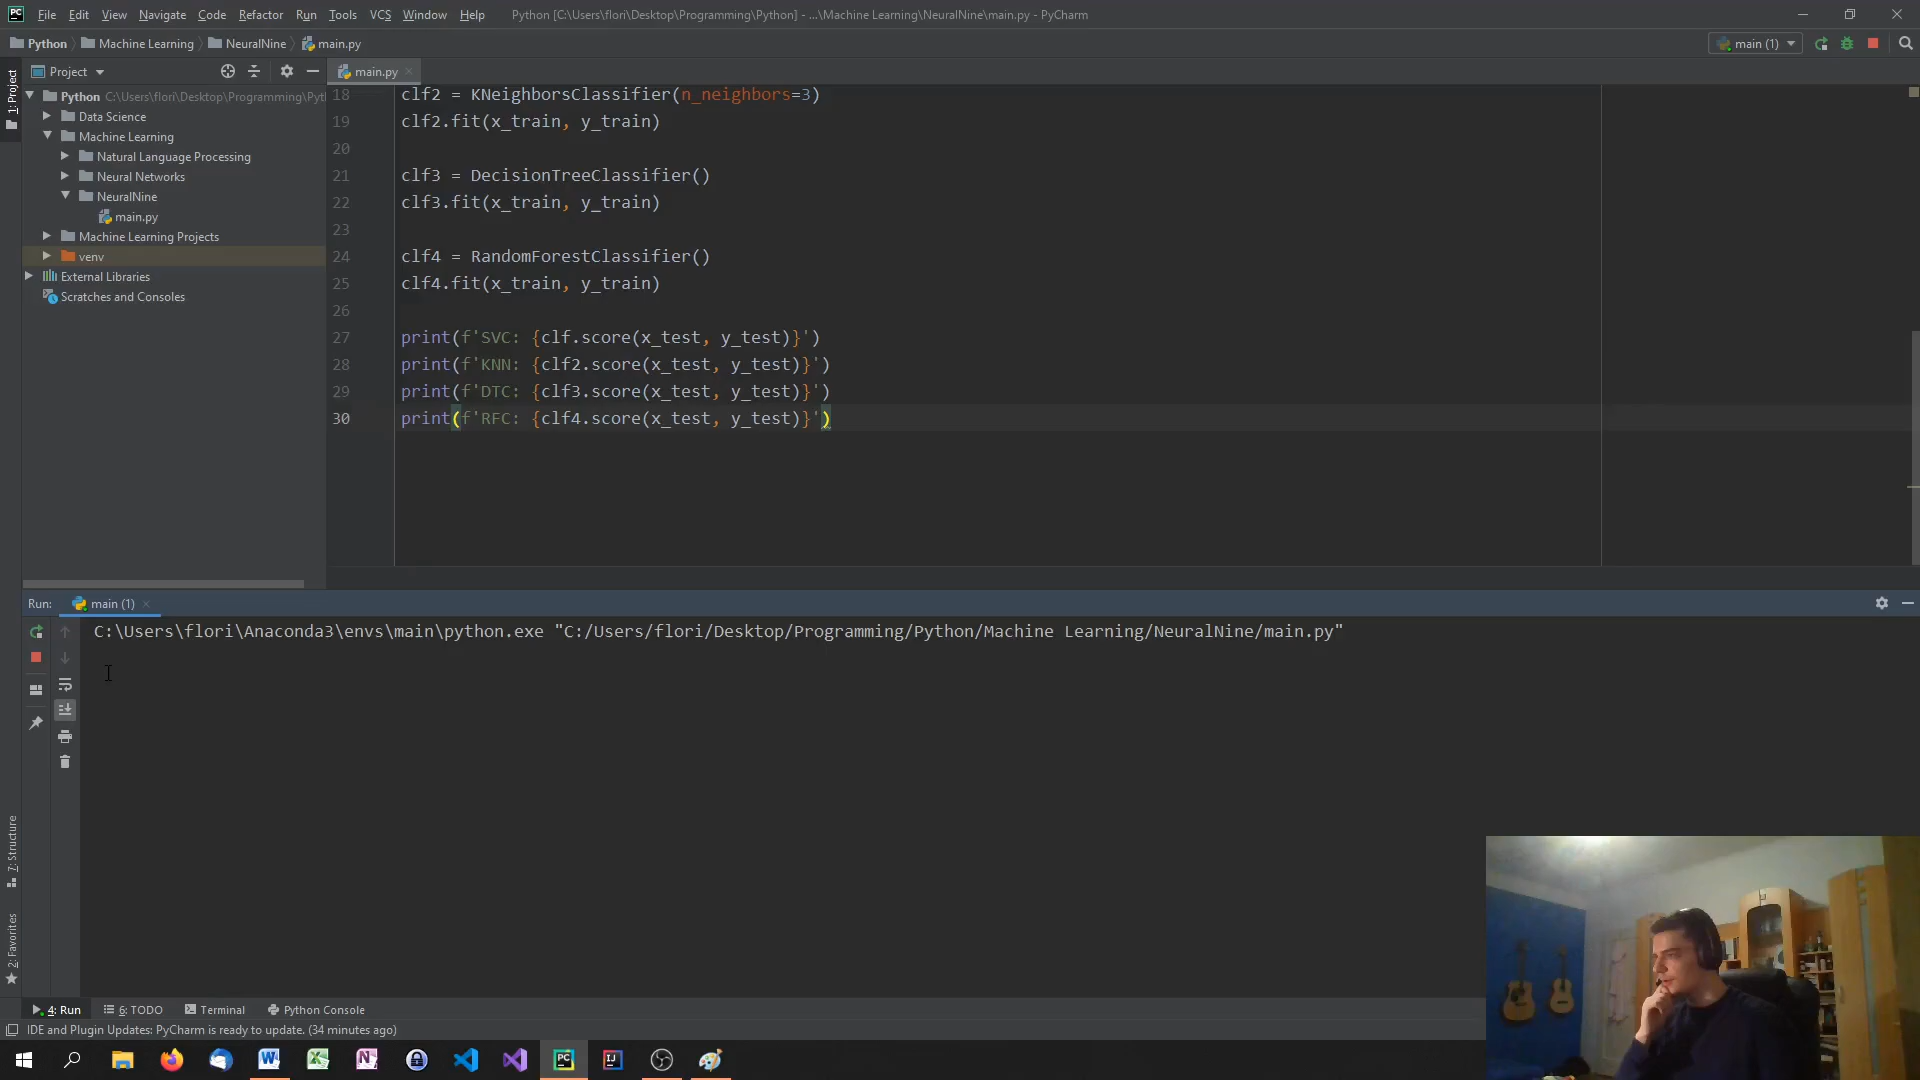 File Edit View Navigate Code Refactor Run Tools VCS Window Help Python [C:\Users\flori\Desktop\Programming\Python] - ...\Machine Learning\NeuralNine\main.py - PyCharm
Python Machine Learning NeuralNine main.py main (1)
1: Project
Project
main.py
Python C:\Users\flori\Desktop\Programming\Pyt
Data Science
Machine Learning
Natural Language Processing
Neural Networks
NeuralNine
main.py
Machine Learning Projects
venv
External Libraries
Scratches and Consoles
18 clf2 = KNeighborsClassifier(n_neighbors=3)
19 clf2.fit(x_train, y_train)
20
21 clf3 = DecisionTreeClassifier()
22 clf3.fit(x_train, y_train)
23
24 clf4 = RandomForestClassifier()
25 clf4.fit(x_train, y_train)
26
27 print(f'SVC: {clf.score(x_test, y_test)}')
28 print(f'KNN: {clf2.score(x_test, y_test)}')
29 print(f'DTC: {clf3.score(x_test, y_test)}')
30 print(f'RFC: {clf4.score(x_test, y_test)}')
Run: main (1)
C:\Users\flori\Anaconda3\envs\main\python.exe "C:/Users/flori/Desktop/Programming/Python/Machine Learning/NeuralNine/main.py"
7: Structure
2: Favorites
4: Run 6: TODO Terminal Python Console
IDE and Plugin Updates: PyCharm is ready to update. (34 minutes ago)